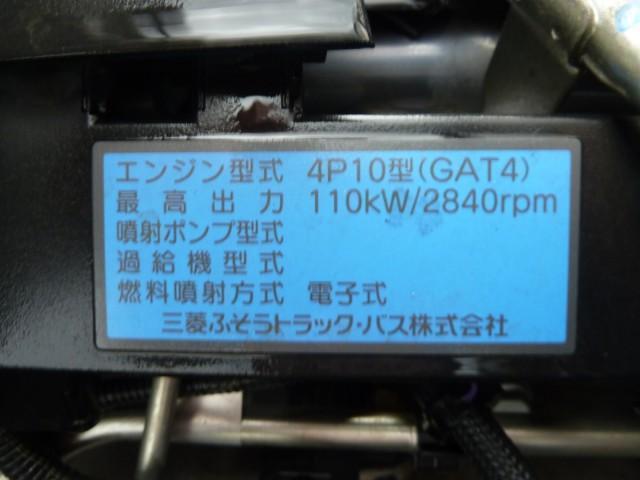 エンジン型式 4P10型(GAT4)
最高出力 110kW/2840rpm
噴射ポンプ型式
過給機型式
燃料噴射方式 電子式
三菱ふそうトラック・バス株式会社